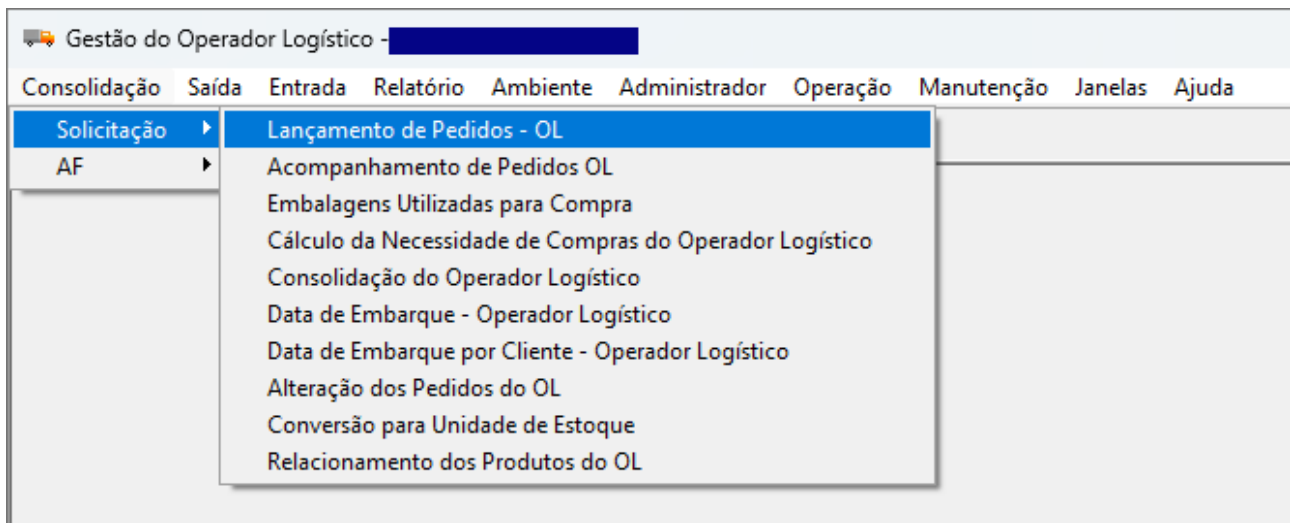 Gestão do Operador Logístico -
Consolidação Saída Entrada Relatório Ambiente Administrador Operação Manutenção Janelas Ajuda
Solicitação
AF
Lançamento de Pedidos - OL
Acompanhamento de Pedidos OL
Embalagens Utilizadas para Compra
Cálculo da Necessidade de Compras do Operador Logístico
Consolidação do Operador Logístico
Data de Embarque - Operador Logístico
Data de Embarque por Cliente - Operador Logístico
Alteração dos Pedidos do OL
Conversão para Unidade de Estoque
Relacionamento dos Produtos do OL